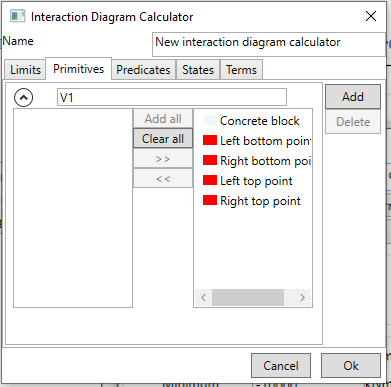 Interaction Diagram Calculator
Name
New interaction diagram calculator
Limits Primitives Predicates States Terms
V1
Add
Delete
Add all
Clear all
>>
<<
Concrete block
Left bottom point
Right bottom poi
Left top point
Right top point
Cancel Ok